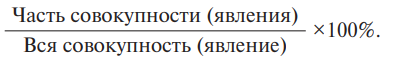 Часть совокупности (явления)
Вся совокупность (явление) ×100%.